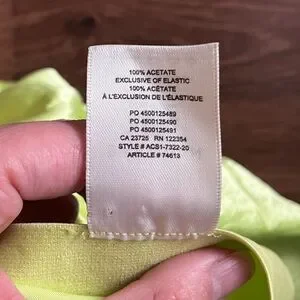 100% ACETATE
EXCLUSIVE OF ELASTIC
100% ACÉTATE
À L'EXCLUSION DE L'ÉLASTIQUE
PO 4500125489
PO 4500125490
PO 4500125491
CA 23725 RN 122354
STYLE # ACS1-7322-20
ARTICLE # 74613